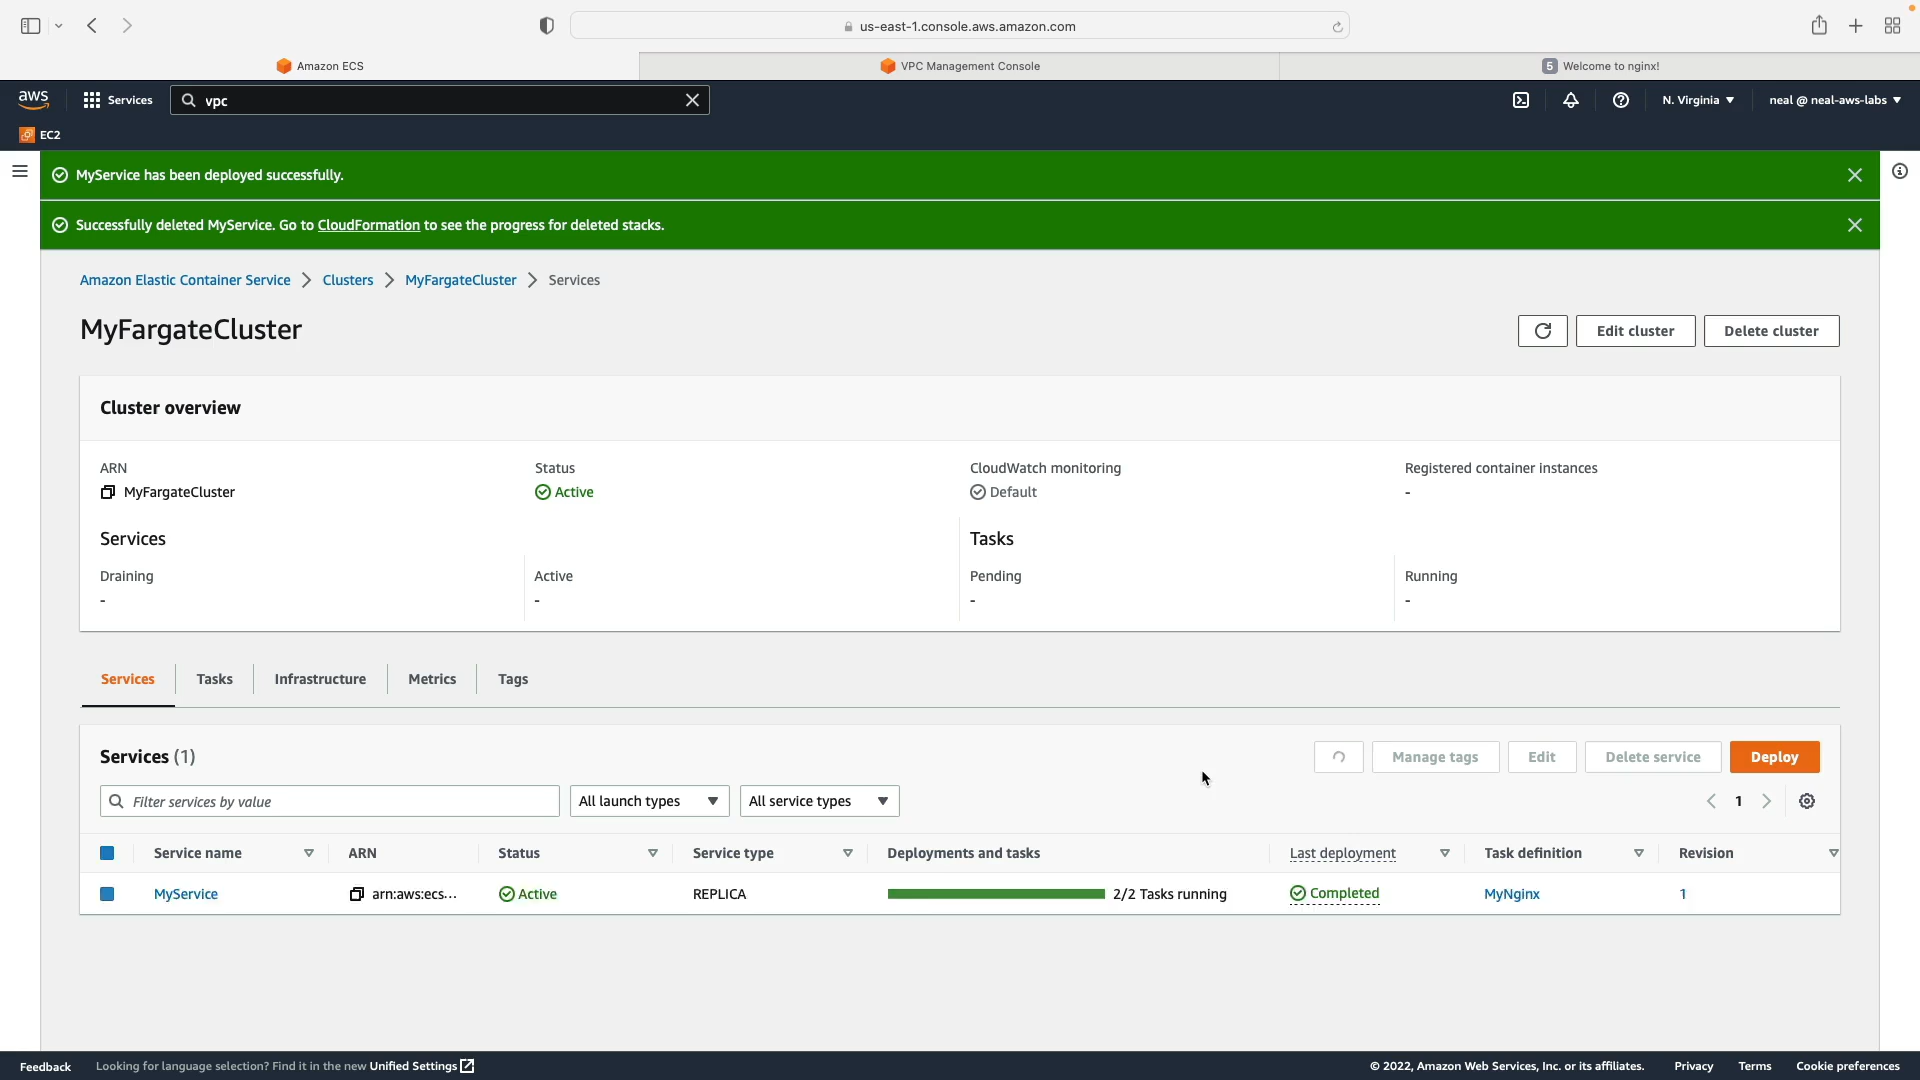 us-east-1.console.aws.amazon.com
Amazon ECS
VPC Management Console
5 Welcome to nginx!
aws
Services
vpc
N. Virginia
neal @ neal-aws-labs
EC2
MyService has been deployed successfully.
Successfully deleted MyService. Go to CloudFormation to see the progress for deleted stacks.
Amazon Elastic Container Service
Clusters
MyFargateCluster
Services
MyFargateCluster
Edit cluster
Delete cluster
Cluster overview
ARN
MyFargateCluster
Status
Active
CloudWatch monitoring
Default
Registered container instances
-
Services
Draining
-
Active
-
Tasks
Pending
-
Running
-
Services
Tasks
Infrastructure
Metrics
Tags
Services (1)
Manage tags
Edit
Delete service
Deploy
Filter services by value
All launch types
All service types
1
Service name
ARN
Status
Service type
Deployments and tasks
Last deployment
Task definition
Revision
MyService
arn:aws:ecs...
Active
REPLICA
2/2 Tasks running
Completed
MyNginx
1
Feedback
Looking for language selection? Find it in the new Unified Settings
© 2022, Amazon Web Services, Inc. or its affiliates.
Privacy
Terms
Cookie preferences